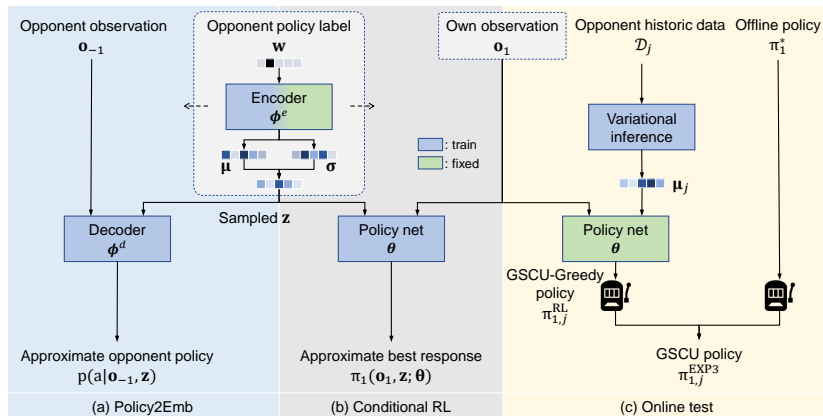 Opponent observation
𝐨₋₁
Opponent policy label
𝐰
Own observation
𝐨₁
Opponent historic data
𝒟ⱼ
Offline policy
π₁*
Encoder
𝝓ᵉ
𝛍
𝛔
: train
: fixed
Variational
inference
𝛍ⱼ
Sampled 𝐳
Decoder
𝝓ᵈ
Policy net
𝜽
Policy net
𝜽
GSCU-Greedy
policy
π₁,ⱼᴿᴸ
Approximate opponent policy
p(a|𝐨₋₁, 𝐳)
Approximate best response
π₁(𝐨₁, 𝐳; 𝜽)
GSCU policy
π₁,ⱼᴱˣᴾ³
(a) Policy2Emb
(b) Conditional RL
(c) Online test